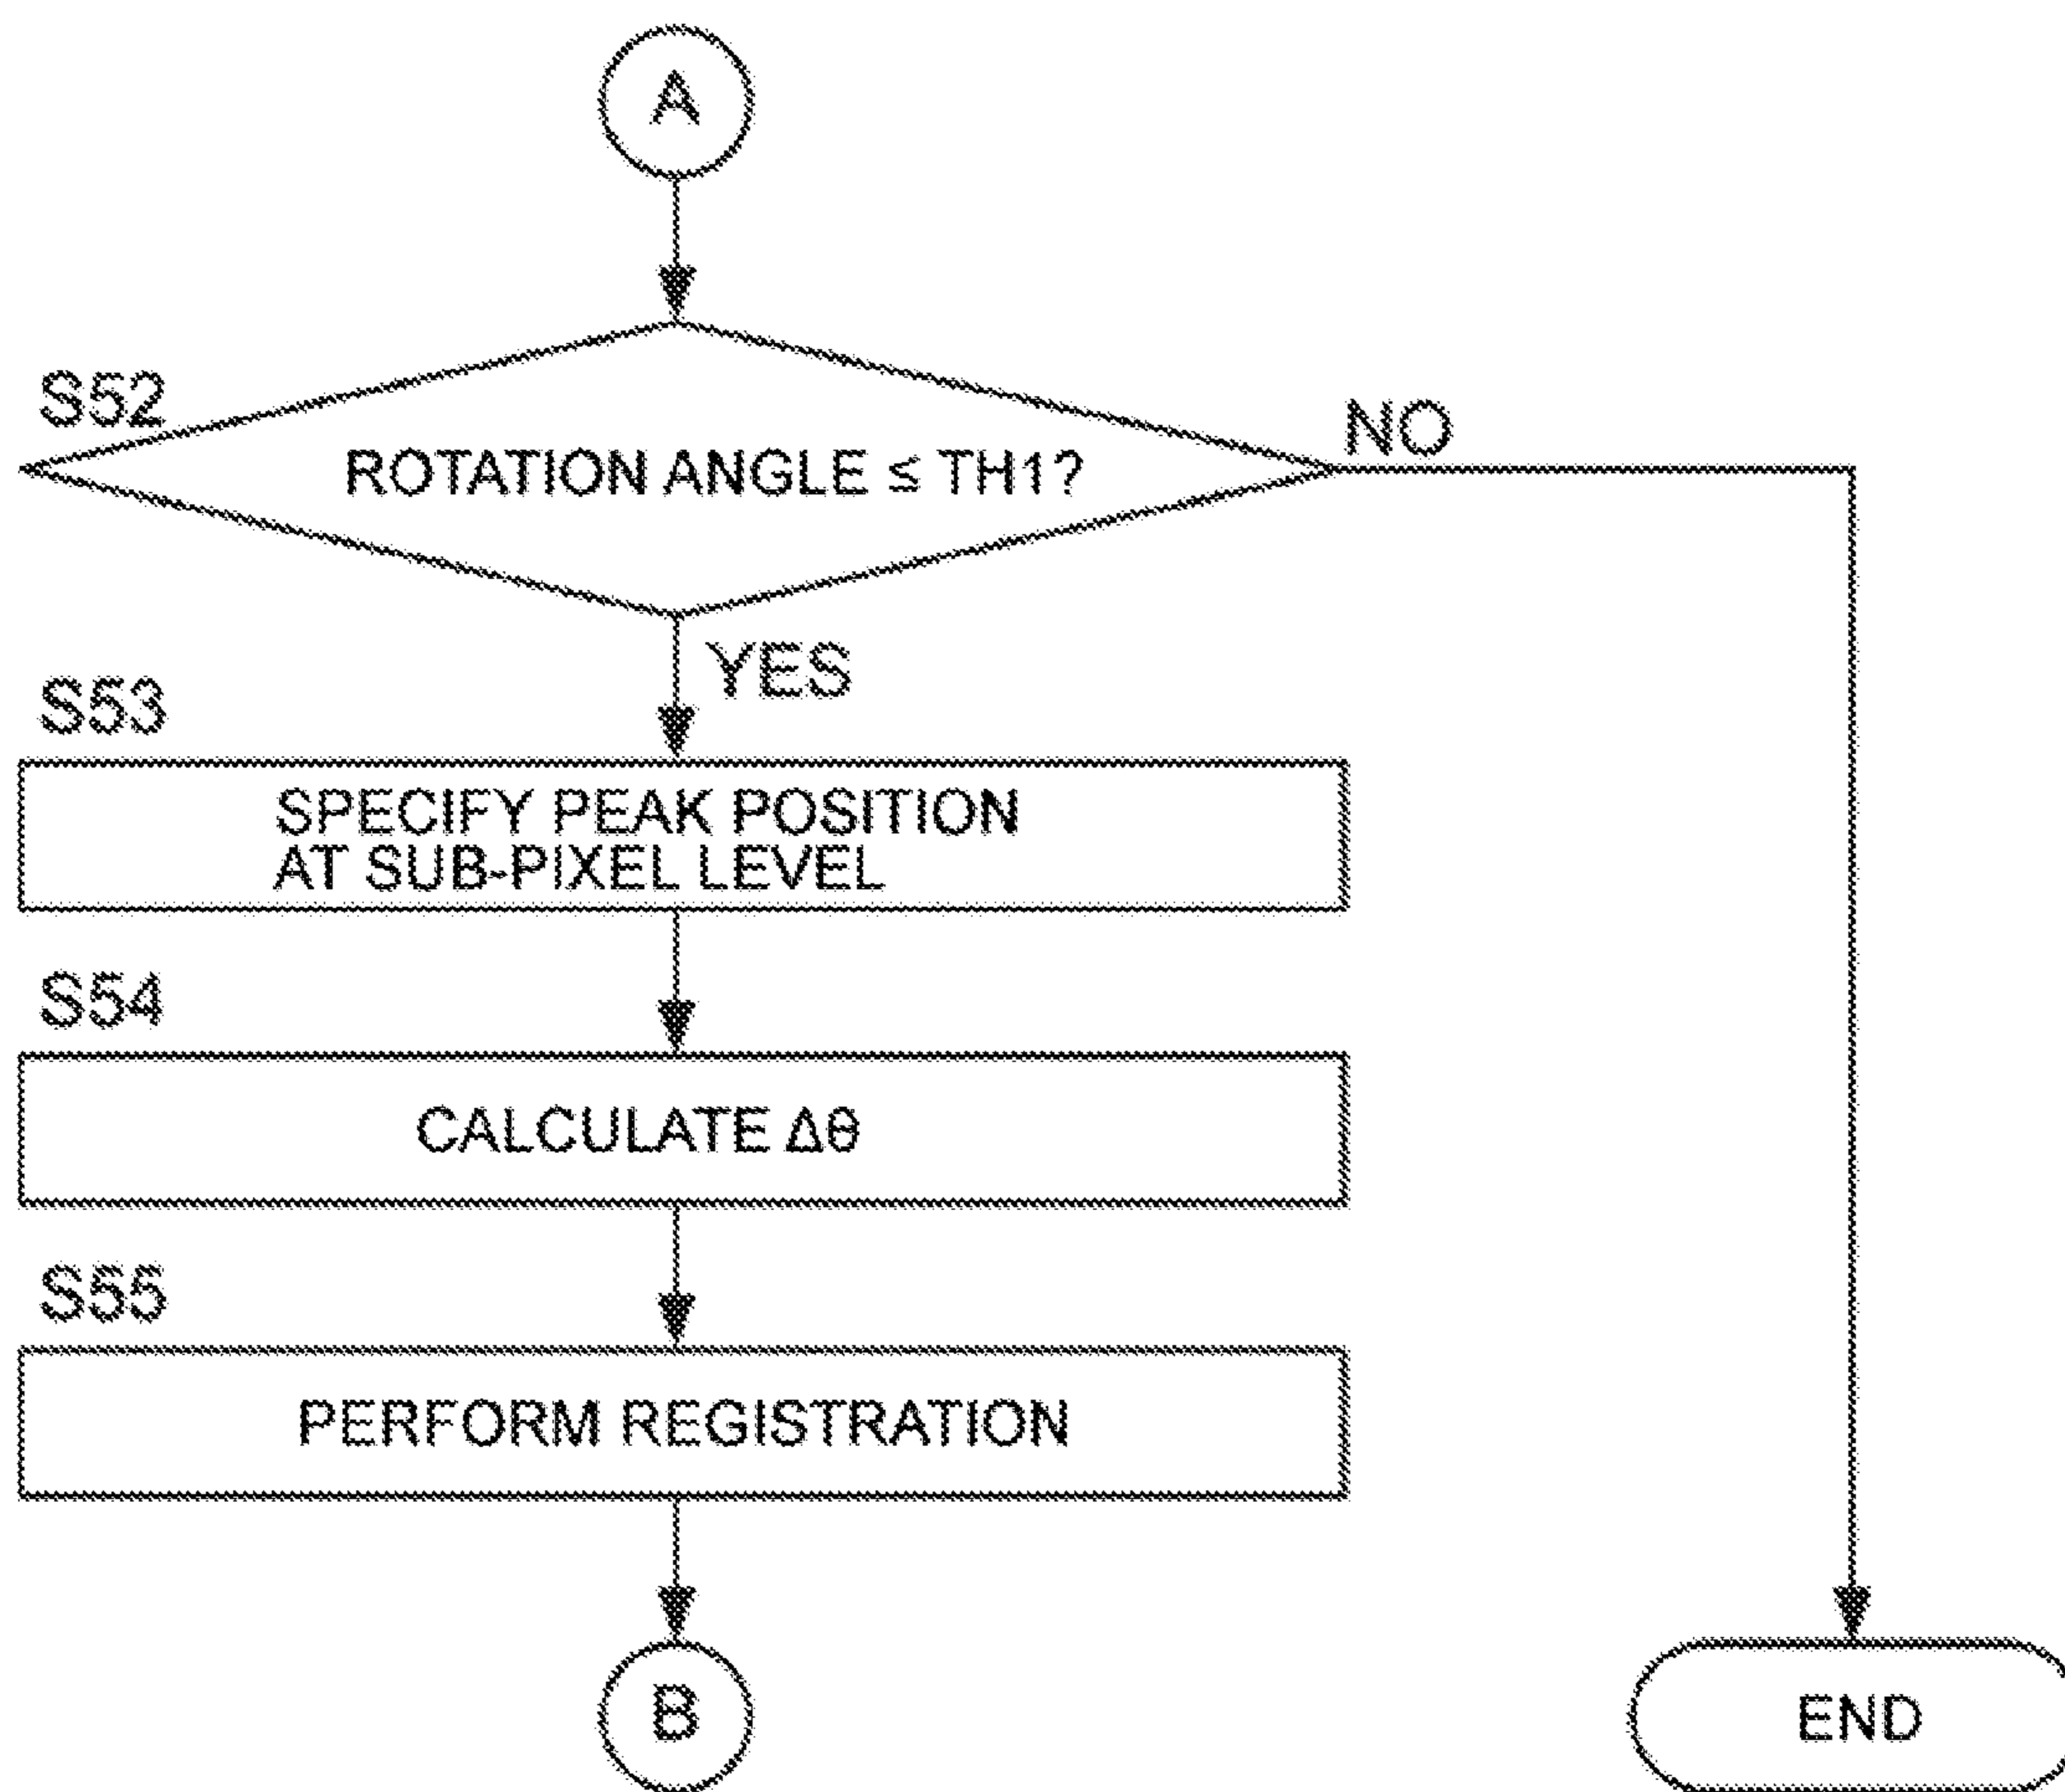 A
S52
ROTATION ANGLE ≤ TH1?
NO
YES
S53
SPECIFY PEAK POSITION
AT SUB-PIXEL LEVEL
S54
CALCULATE Δθ
S55
PERFORM REGISTRATION
B
END